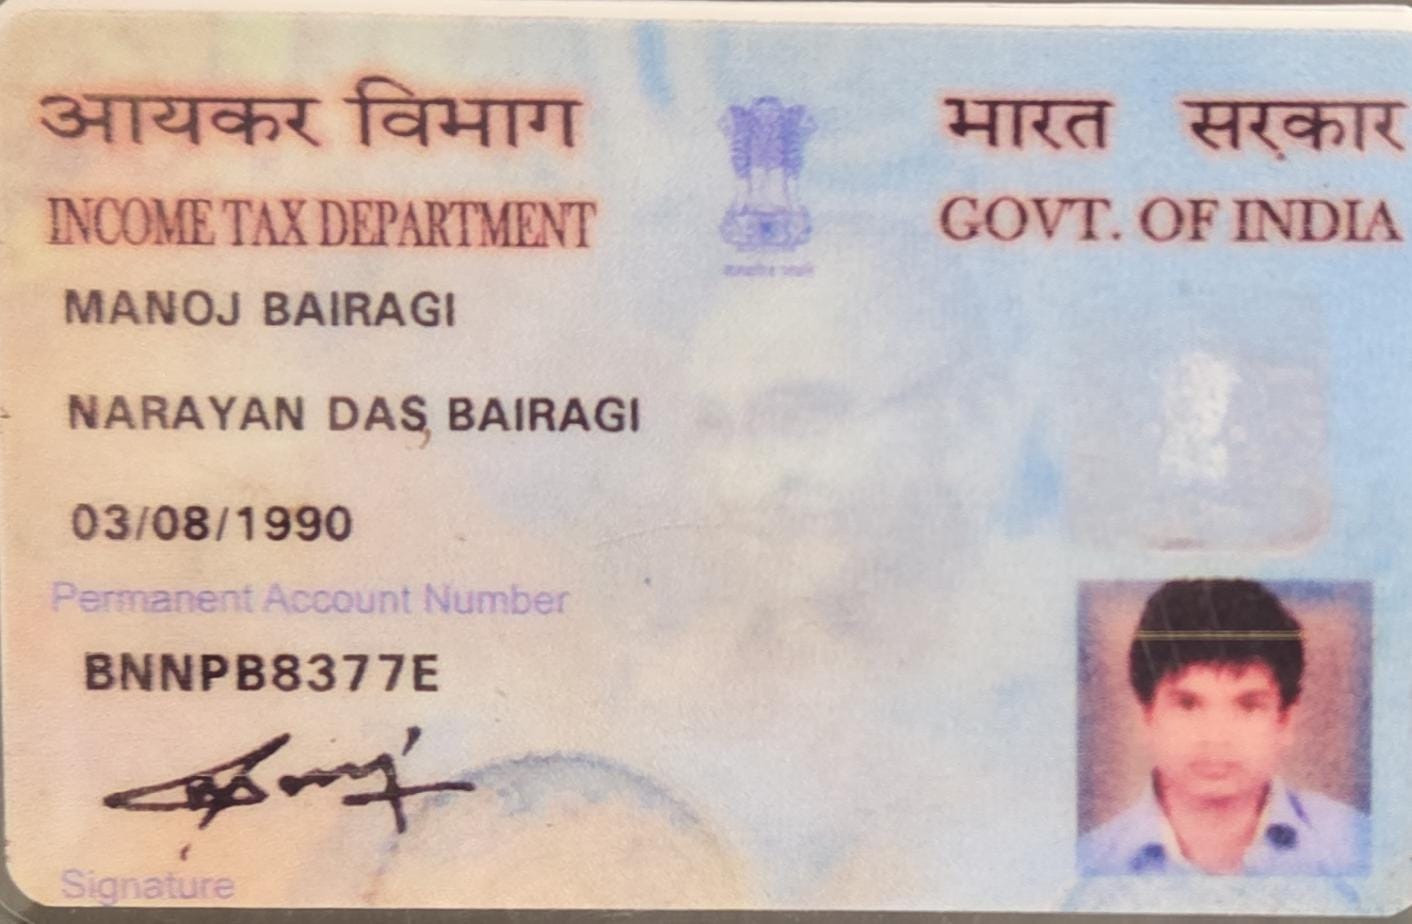 आयकर विभाग
भारत सरकार
INCOME TAX DEPARTMENT
GOVT. OF INDIA
MANOJ BAIRAGI
NARAYAN DAS BAIRAGI
03/08/1990
Permanent Account Number
BNNPB8377E
Signature